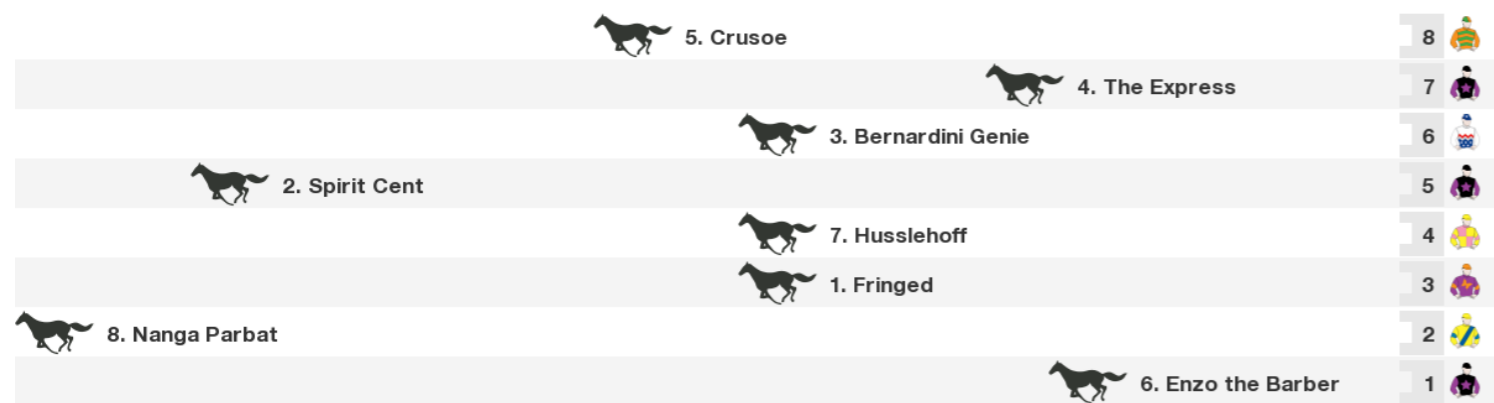 5. Crusoe 8
4. The Express 7
3. Bernardini Genie 6
2. Spirit Cent 5
7. Husslehoff 4
1. Fringed 3
8. Nanga Parbat 2
6. Enzo the Barber 1